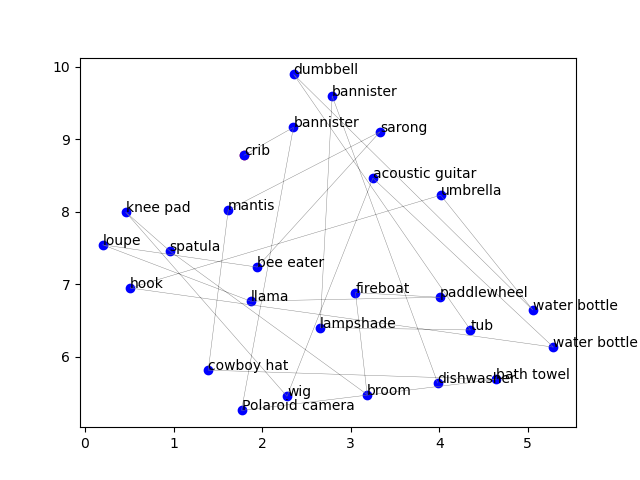 10
dumbbell
bannister
9
bannister
sarong
crib
acoustic guitar
umbrella
8
knee pad
mantis
loupe
spatula
bee eater
7
hook
llama
fireboat
paddlewheel
water bottle
lampshade
tub
water bottle
6
cowboy hat
dishwasher
bath towel
wig
broom
Polaroid camera
0
1
2
3
4
5